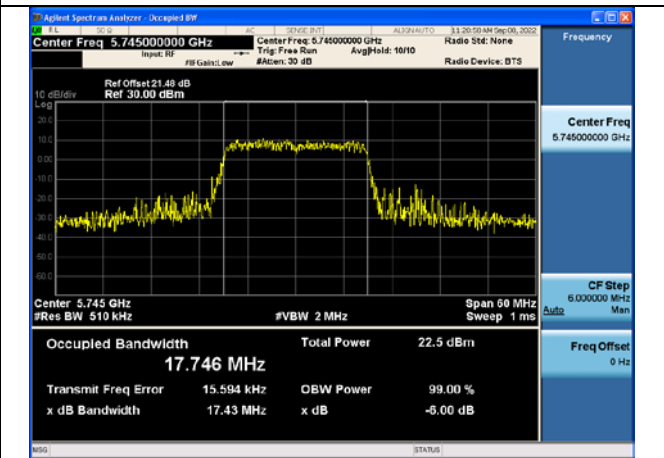 Agilent Spectrum Analyzer - Occupied BW
RL 50 Ω AC SENSE:INT ALIGNAUTO 11:20:50 AM Sep 08, 2022
Center Freq 5.745000000 GHz Center Freq: 5.745000000 GHz Radio Std: None Frequency
Input: RF Trig: Free Run Avg|Hold: 10/10
#IFGain:Low #Atten: 30 dB Radio Device: BTS
Ref Offset 21.48 dB
10 dB/div Ref 30.00 dBm
Log
20.0
10.0
0.00
-10.0
-20.0
-30.0
-40.0
-50.0
-60.0
Center Freq
5.745000000 GHz
Center 5.745 GHz Span 60 MHz
#Res BW 510 kHz #VBW 2 MHz Sweep 1 ms
CF Step
6.000000 MHz
Auto Man
Occupied Bandwidth Total Power 22.5 dBm
17.746 MHz
Transmit Freq Error 15.594 kHz OBW Power 99.00 %
x dB Bandwidth 17.43 MHz x dB -6.00 dB
Freq Offset
0 Hz
MSG STATUS